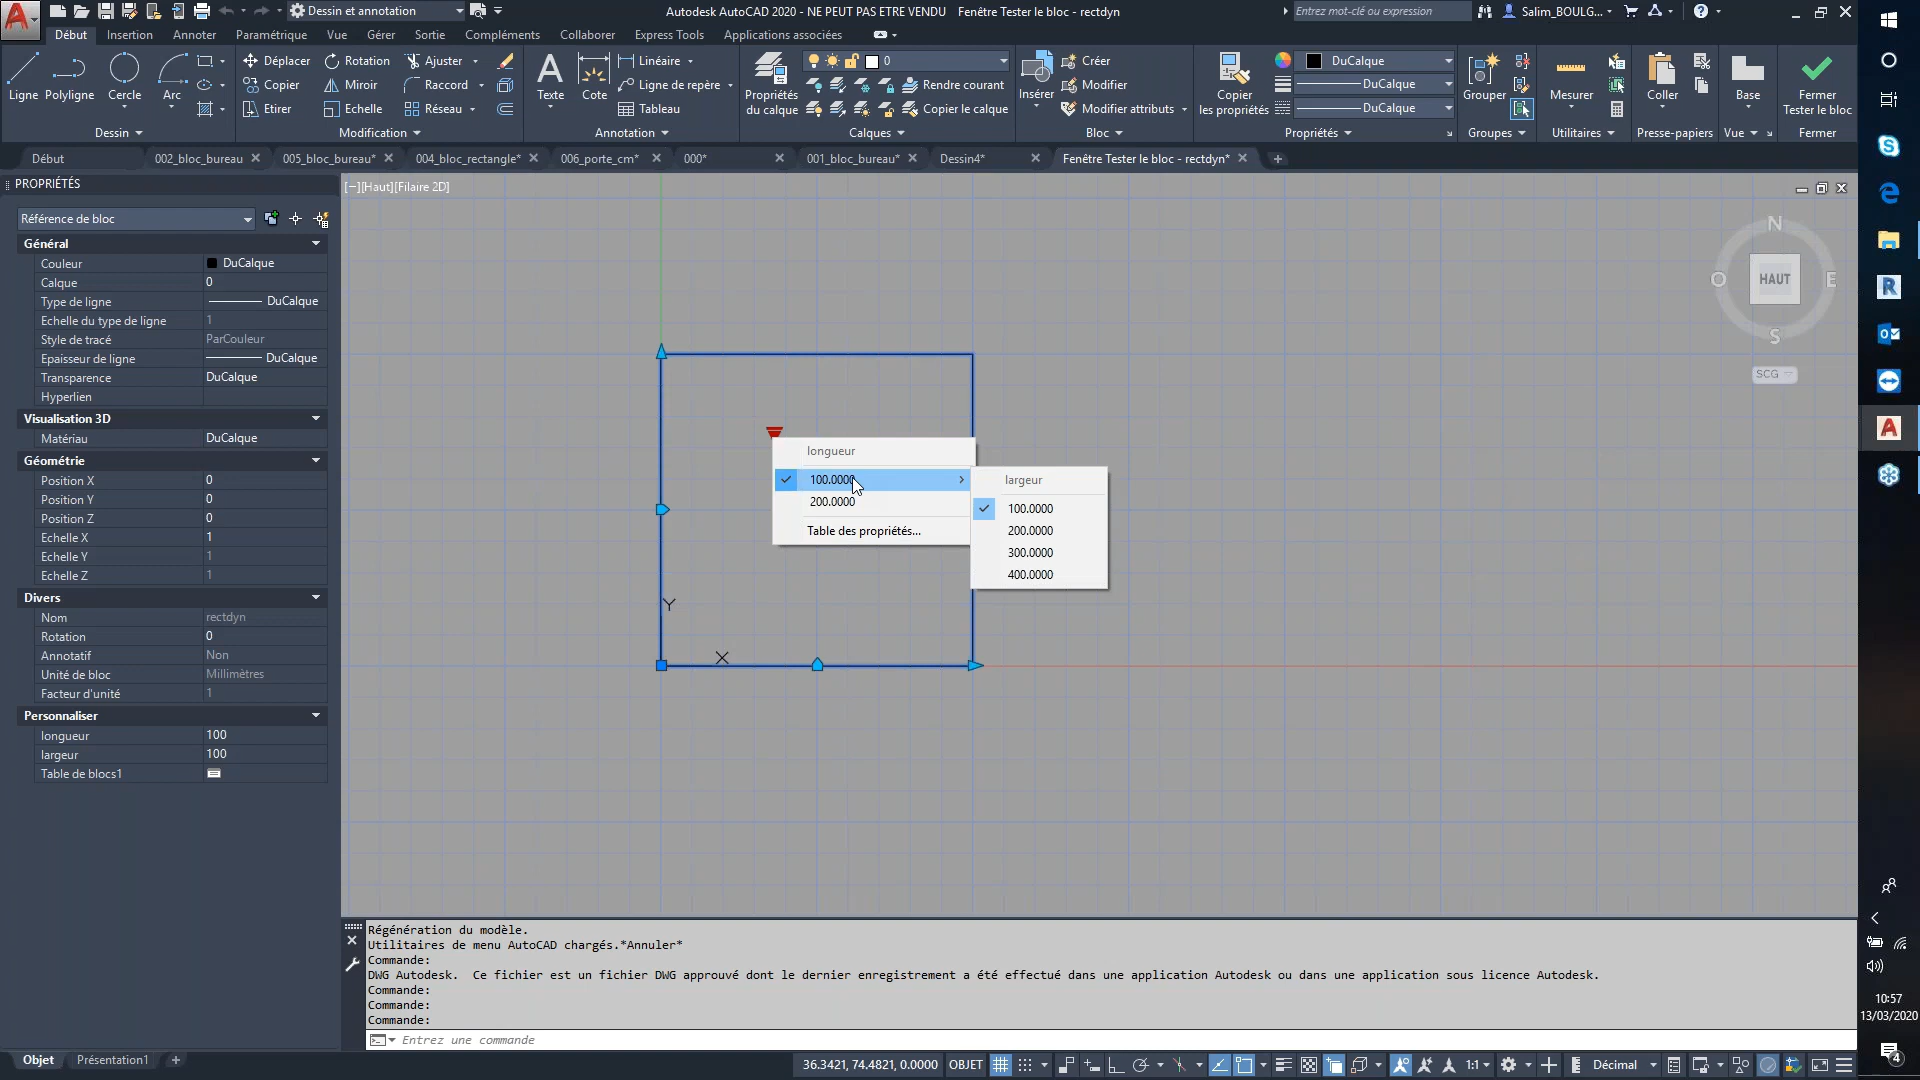 Dessin et annotation
Autodesk AutoCAD 2020 - NE PEUT PAS ETRE VENDU Fenêtre Tester le bloc - rectdyn
Entrez mot-clé ou expression
Salim_BOULG...
Début Insertion Annoter Paramétrique Vue Gérer Sortie Compléments Collaborer Express Tools Applications associées
Ligne Polyligne Cercle Arc
Déplacer Rotation Ajuster
Copier Miroir Raccord
Etirer Echelle Réseau
Texte Cote
Linéaire
Ligne de repère
Tableau
Propriétés du calque
0
Rendre courant
Copier le calque
Insérer
Créer
Modifier
Modifier attributs
Copier les propriétés
DuCalque
DuCalque
DuCalque
Grouper
Mesurer
Coller
Base
Fermer Tester le bloc
Dessin Modification Annotation Calques Bloc Propriétés Groupes Utilitaires Presse-papiers Vue Fermer
Début 002_bloc_bureau 005_bloc_bureau* 004_bloc_rectangle* 006_porte_cm* 000* 001_bloc_bureau* Dessin4* Fenêtre Tester le bloc - rectdyn*
PROPRIÉTÉS
Référence de bloc
Général
Couleur DuCalque
Calque 0
Type de ligne DuCalque
Echelle du type de ligne 1
Style de tracé ParCouleur
Epaisseur de ligne DuCalque
Transparence DuCalque
Hyperlien
Visualisation 3D
Matériau DuCalque
Géométrie
Position X 0
Position Y 0
Position Z 0
Echelle X 1
Echelle Y 1
Echelle Z 1
Divers
Nom rectdyn
Rotation 0
Annotatif Non
Unité de bloc Millimètres
Facteur d'unité 1
Personnaliser
longueur 100
largeur 100
Table de blocs1
[−][Haut][Filaire 2D]
N
O HAUT E
S
SCG
Y
X
longueur
100.0000
200.0000
Table des propriétés...
largeur
100.0000
200.0000
300.0000
400.0000
Régénération du modèle.
Utilitaires de menu AutoCAD chargés.*Annuler*
Commande:
DWG Autodesk. Ce fichier est un fichier DWG approuvé dont le dernier enregistrement a été effectué dans une application Autodesk ou dans une application sous licence Autodesk.
Commande:
Commande:
Commande:
Entrez une commande
Objet Présentation1
36.3421, 74.4821, 0.0000 OBJET
1:1
Décimal
10:57
13/03/2020
4